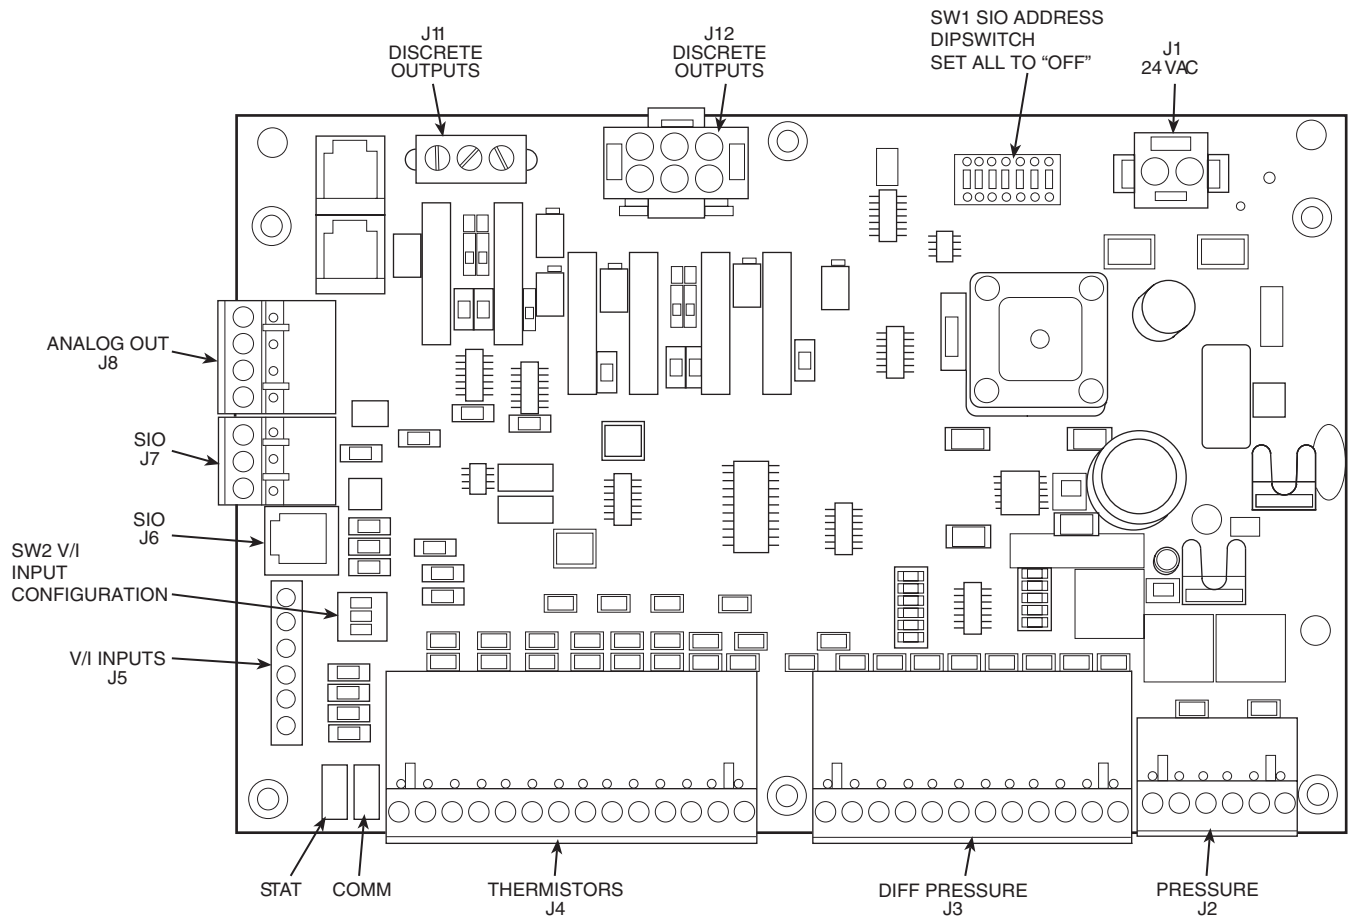 J11
DISCRETE
OUTPUTS
J12
DISCRETE
OUTPUTS
SW1 SIO ADDRESS
DIPSWITCH
SET ALL TO “OFF”
J1
24 VAC
ANALOG OUT
J8
SIO
J7
SIO
J6
SW2 V/I
INPUT
CONFIGURATION
V/I INPUTS
J5
STAT
COMM
THERMISTORS
J4
DIFF PRESSURE
J3
PRESSURE
J2